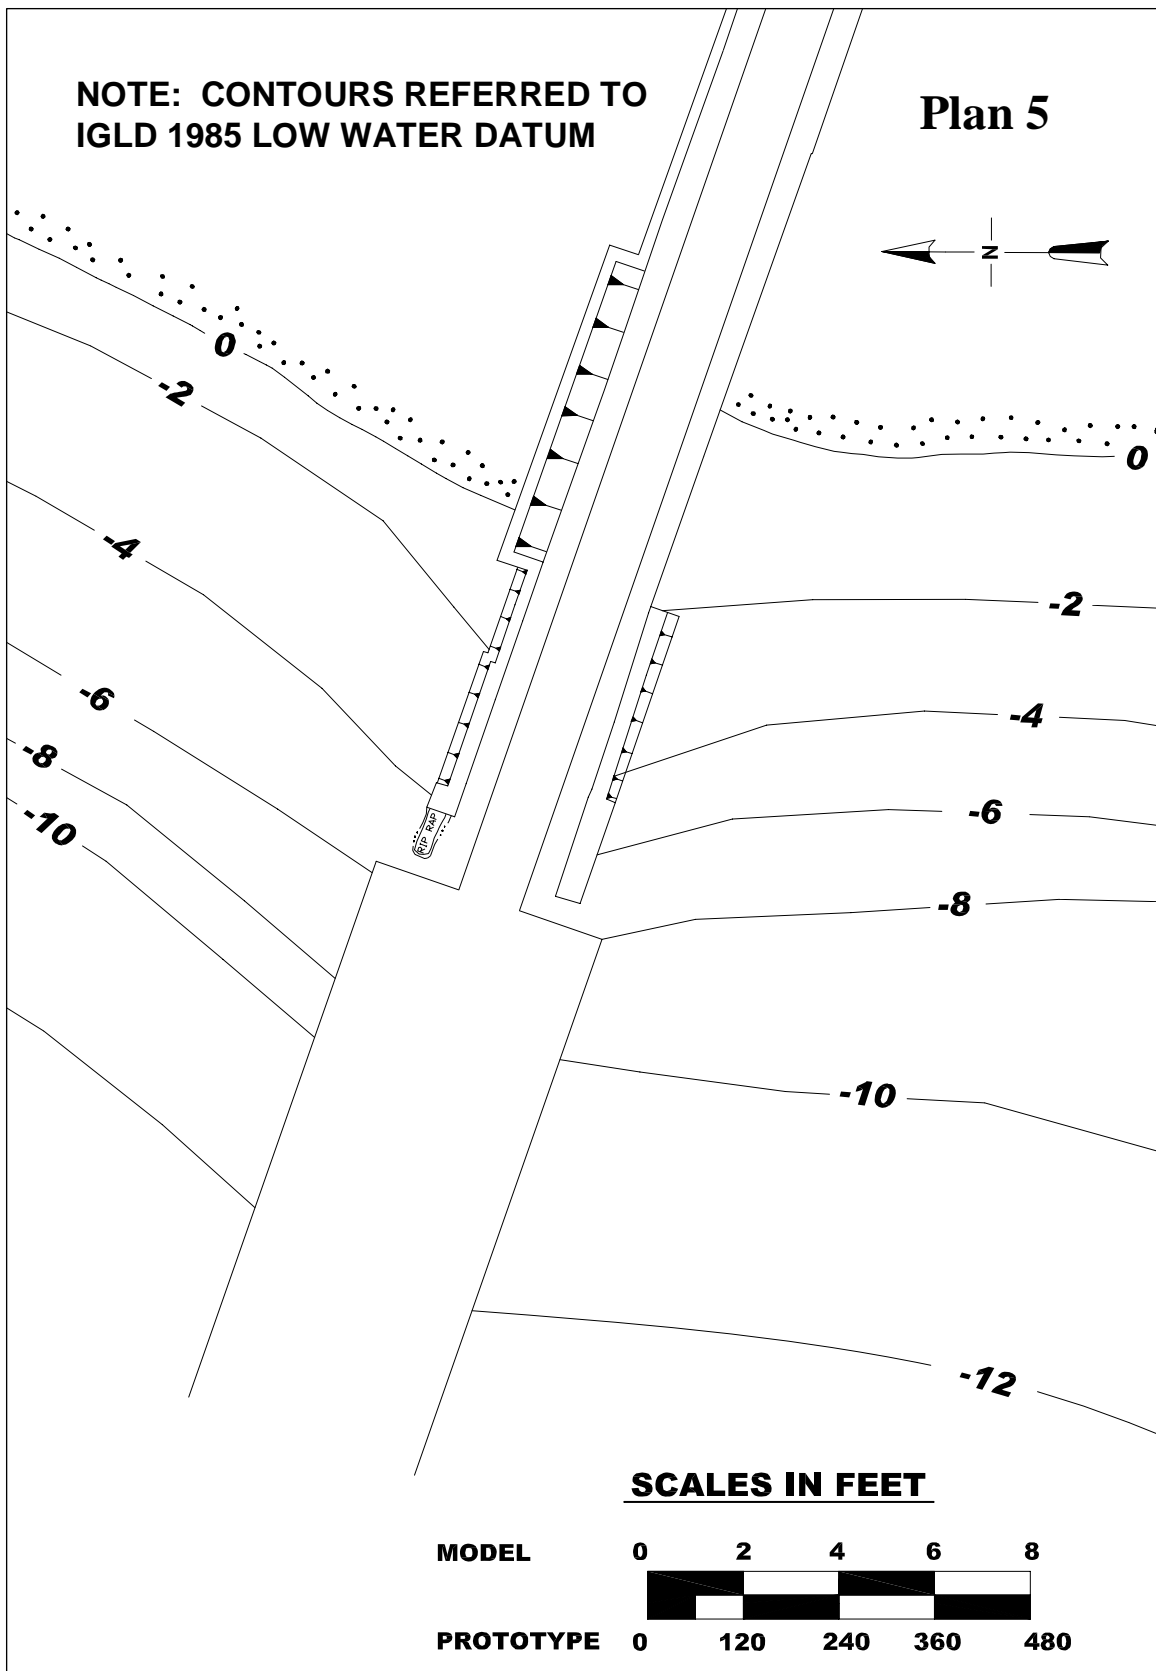 NOTE: CONTOURS REFERRED TO
IGLD 1985 LOW WATER DATUM
Plan 5
N
0
-2
-4
-6
-8
-10
0
-2
-4
-6
-8
-10
-12
RIP RAP
SCALES IN FEET
MODEL 0 2 4 6 8
PROTOTYPE 0 120 240 360 480